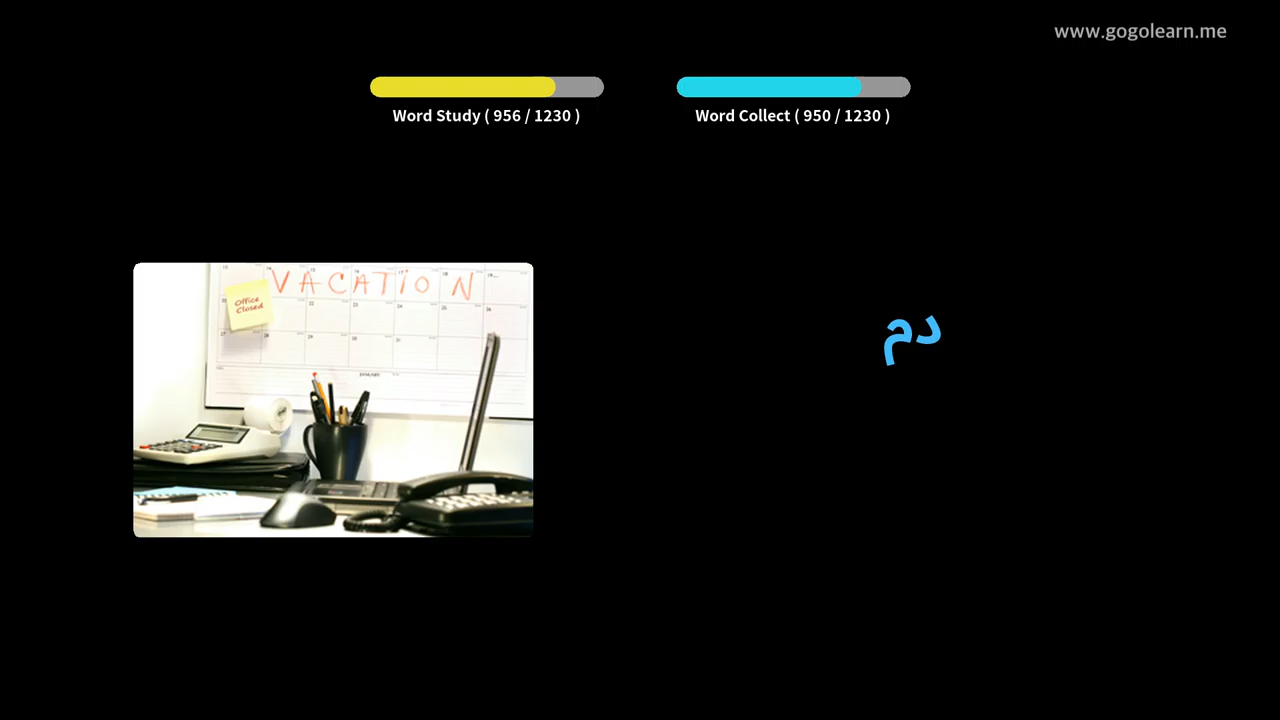 www.gogolearn.me
Word Study ( 956 / 1230 )
Word Collect ( 950 / 1230 )
VACATION
Office
Closed
دم